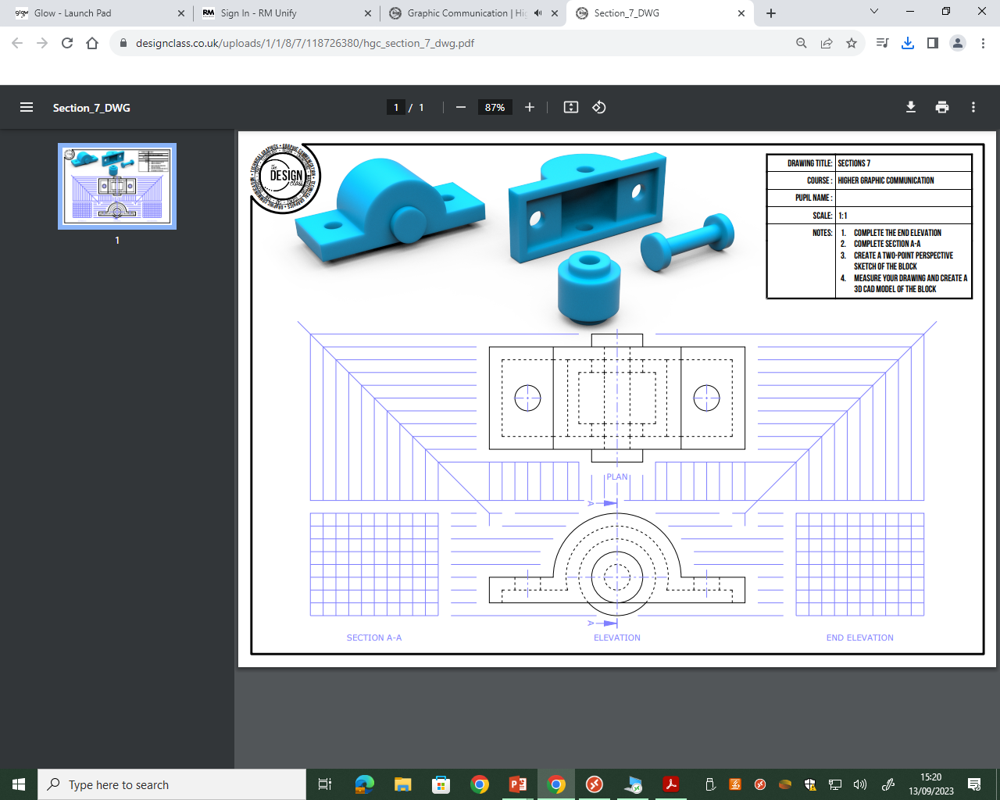 Glow - Launch Pad
Sign In - RM Unify
Graphic Communication | Hi
Section_7_DWG
designclass.co.uk/uploads/1/1/8/7/118726380/hgc_section_7_dwg.pdf
Section_7_DWG
1 / 1
87%
1
The
DESIGN
class
DRAWING TITLE: SECTIONS 7
COURSE : HIGHER GRAPHIC COMMUNICATION
PUPIL NAME :
SCALE: 1:1
NOTES: 1. COMPLETE THE END ELEVATION
2. COMPLETE SECTION A-A
3. CREATE A TWO-POINT PERSPECTIVE
SKETCH OF THE BLOCK
4. MEASURE YOUR DRAWING AND CREATE A
3D CAD MODEL OF THE BLOCK
PLAN
A
A
SECTION A-A
ELEVATION
END ELEVATION
Type here to search
15:20
13/09/2023